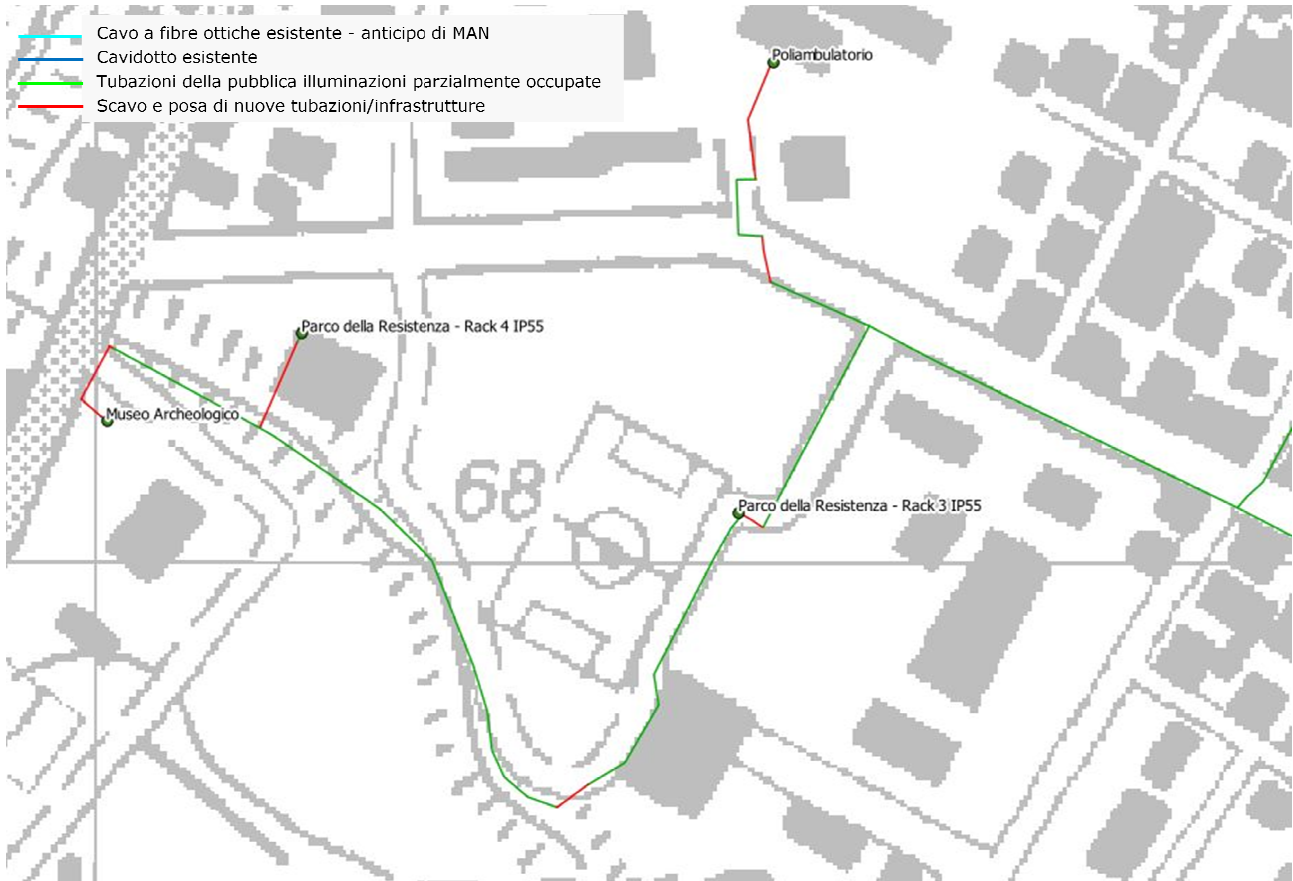 Cavo a fibre ottiche esistente - anticipo di MAN
Cavidotto esistente
Tubazioni della pubblica illuminazioni parzialmente occupate
Scavo e posa di nuove tubazioni/infrastrutture
Poliambulatorio
Parco della Resistenza - Rack 4 IP55
Museo Archeologico
68
Parco della Resistenza - Rack 3 IP55